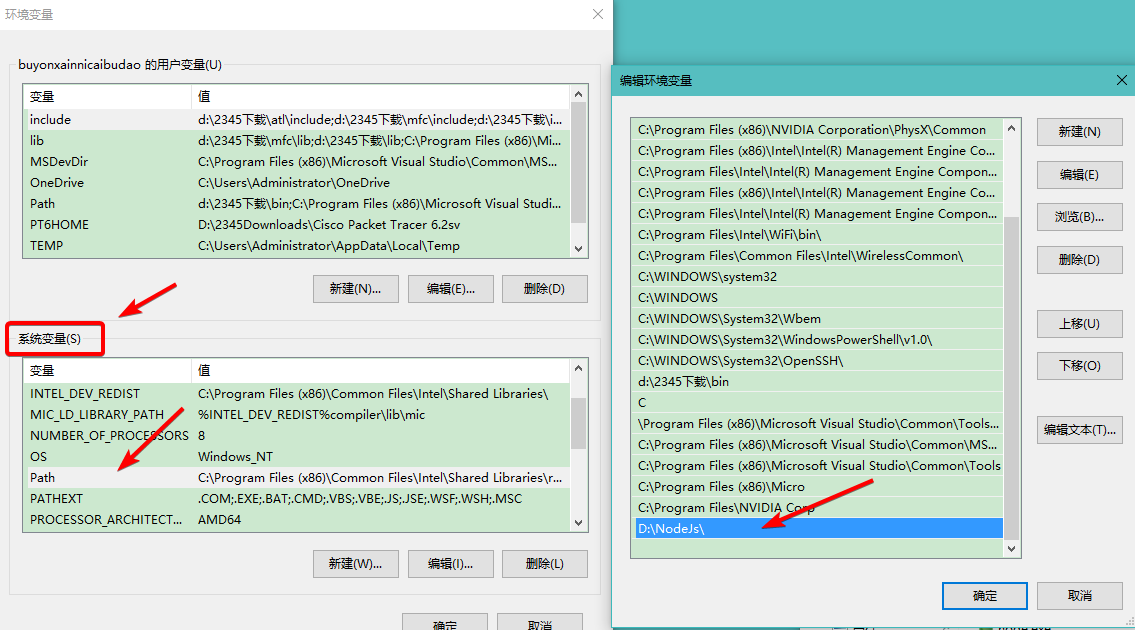 环境变量
buyonxainnicaibudao 的用户变量(U)
变量 值
include d:\2345下载\atl\include;d:\2345下载\mfc\include;d:\2345下载\i...
lib d:\2345下载\mfc\lib;d:\2345下载\lib;C:\Program Files (x86)\Mi...
MSDevDir C:\Program Files (x86)\Microsoft Visual Studio\Common\MS...
OneDrive C:\Users\Administrator\OneDrive
Path d:\2345下载\bin;C:\Program Files (x86)\Microsoft Visual Studi...
PT6HOME D:\2345Downloads\Cisco Packet Tracer 6.2sv
TEMP C:\Users\Administrator\AppData\Local\Temp
新建(N)... 编辑(E)... 删除(D)
系统变量(S)
变量 值
INTEL_DEV_REDIST C:\Program Files (x86)\Common Files\Intel\Shared Libraries\
MIC_LD_LIBRARY_PATH %INTEL_DEV_REDIST%compiler\lib\mic
NUMBER_OF_PROCESSORS 8
OS Windows_NT
Path C:\Program Files (x86)\Common Files\Intel\Shared Libraries\r...
PATHEXT .COM;.EXE;.BAT;.CMD;.VBS;.VBE;.JS;.JSE;.WSF;.WSH;.MSC
PROCESSOR_ARCHITECT... AMD64
新建(W)... 编辑(I)... 删除(L)
确定 取消
编辑环境变量
C:\Program Files (x86)\NVIDIA Corporation\PhysX\Common
C:\Program Files (x86)\Intel\Intel(R) Management Engine Co...
C:\Program Files\Intel\Intel(R) Management Engine Compon...
C:\Program Files (x86)\Intel\Intel(R) Management Engine Co...
C:\Program Files\Intel\Intel(R) Management Engine Compon...
C:\Program Files\Intel\WiFi\bin\
C:\Program Files\Common Files\Intel\WirelessCommon\
C:\WINDOWS\system32
C:\WINDOWS
C:\WINDOWS\System32\Wbem
C:\WINDOWS\System32\WindowsPowerShell\v1.0\
C:\WINDOWS\System32\OpenSSH\
d:\2345下载\bin
C
\Program Files (x86)\Microsoft Visual Studio\Common\Tools...
C:\Program Files (x86)\Microsoft Visual Studio\Common\MS...
C:\Program Files (x86)\Microsoft Visual Studio\Common\Tools
C:\Program Files (x86)\Micro
C:\Program Files\NVIDIA Corp
D:\NodeJs\
新建(N)
编辑(E)
浏览(B)...
删除(D)
上移(U)
下移(O)
编辑文本(T)...
确定 取消